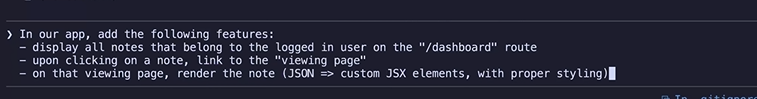 ❯ In our app, add the following features:
- display all notes that belong to the logged in user on the "/dashboard" route
- upon clicking on a note, link to the "viewing page"
- on that viewing page, render the note (JSON => custom JSX elements, with proper styling)
In .gitignore